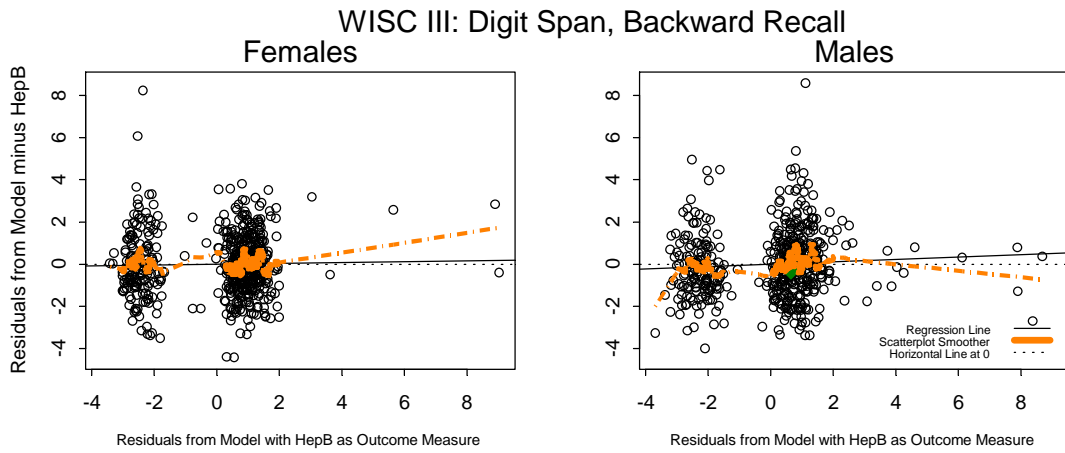 WISC III: Digit Span, Backward Recall
Females
Males
Residuals from Model minus HepB
8
6
4
2
0
-2
-4
-4 -2 0 2 4 6 8
Residuals from Model with HepB as Outcome Measure
8
6
4
2
0
-2
-4
Regression Line
Scatterplot Smoother
Horizontal Line at 0
-4 -2 0 2 4 6 8
Residuals from Model with HepB as Outcome Measure